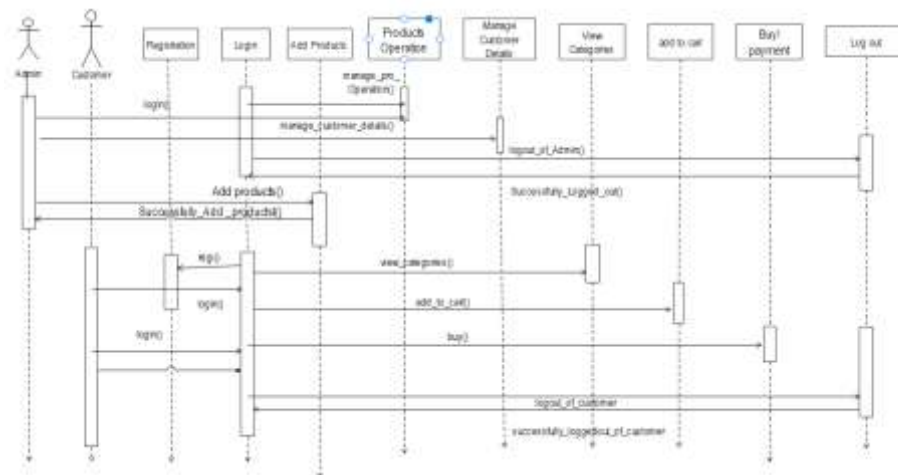 Admin
Customer
Registration
Login
Add Products
Products
Operation
Manage
Customer
Details
View
Categories
add to cart
Buy/
payment
Log out
manage_pro_
Operation()
login()
manage_customer_details()
logout_of_Admin()
Add products()
Successfully_Logged_out()
Successfully_Add_products()
regi()
view_categories()
login()
add_to_cart()
login()
buy()
logout_of_customer
successfully_loggedout_of_customer